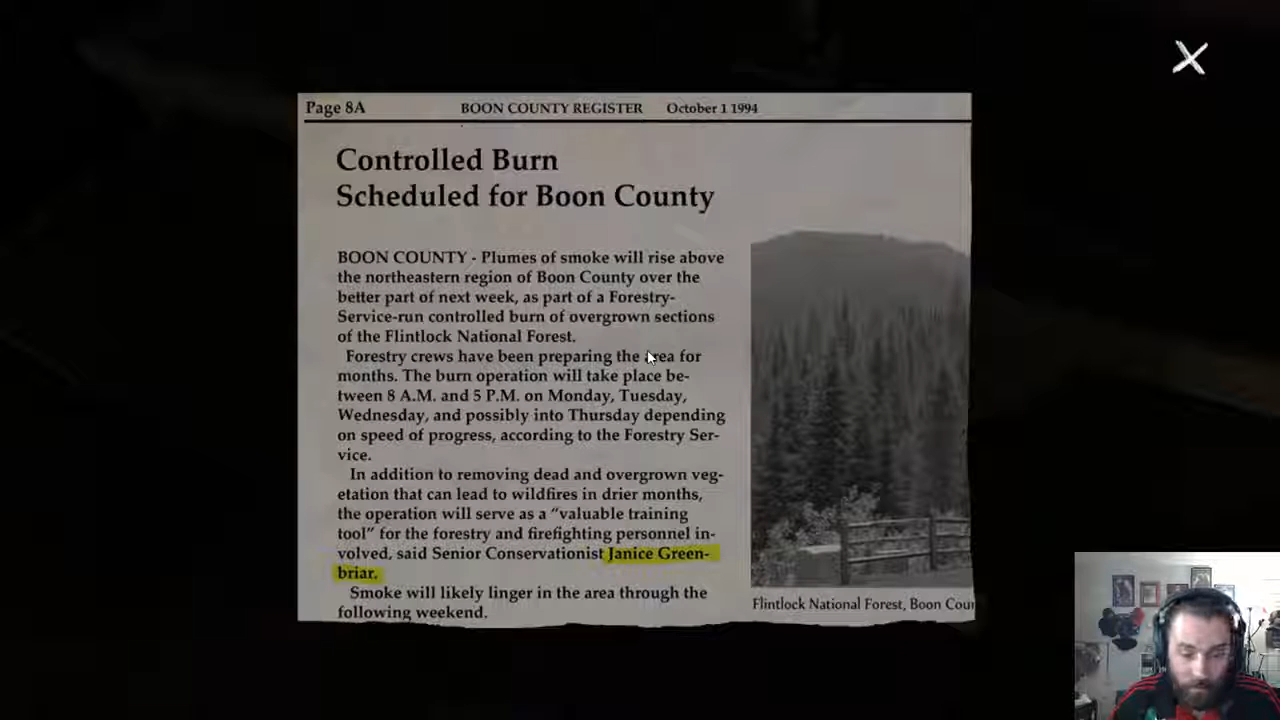 Page 8A BOON COUNTY REGISTER October 1 1994
Controlled Burn
Scheduled for Boon County
BOON COUNTY - Plumes of smoke will rise above
the northeastern region of Boon County over the
better part of next week, as part of a Forestry-
Service-run controlled burn of overgrown sections
of the Flintlock National Forest.
Forestry crews have been preparing the area for
months. The burn operation will take place be-
tween 8 A.M. and 5 P.M. on Monday, Tuesday,
Wednesday, and possibly into Thursday depending
on speed of progress, according to the Forestry Ser-
vice.
In addition to removing dead and overgrown veg-
etation that can lead to wildfires in drier months,
the operation will serve as a “valuable training
tool” for the forestry and firefighting personnel in-
volved, said Senior Conservationist Janice Green-
briar.
Smoke will likely linger in the area through the
following weekend.
Flintlock National Forest, Boon Coun